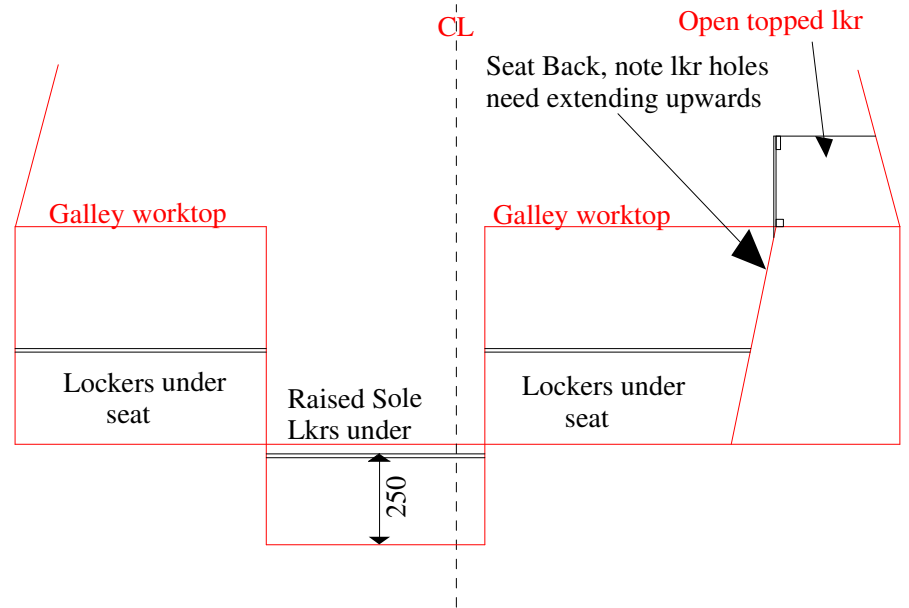 CL
Open topped lkr
Seat Back, note lkr holes
need extending upwards
Galley worktop
Galley worktop
Lockers under
seat
Raised Sole
Lkrs under
Lockers under
seat
250